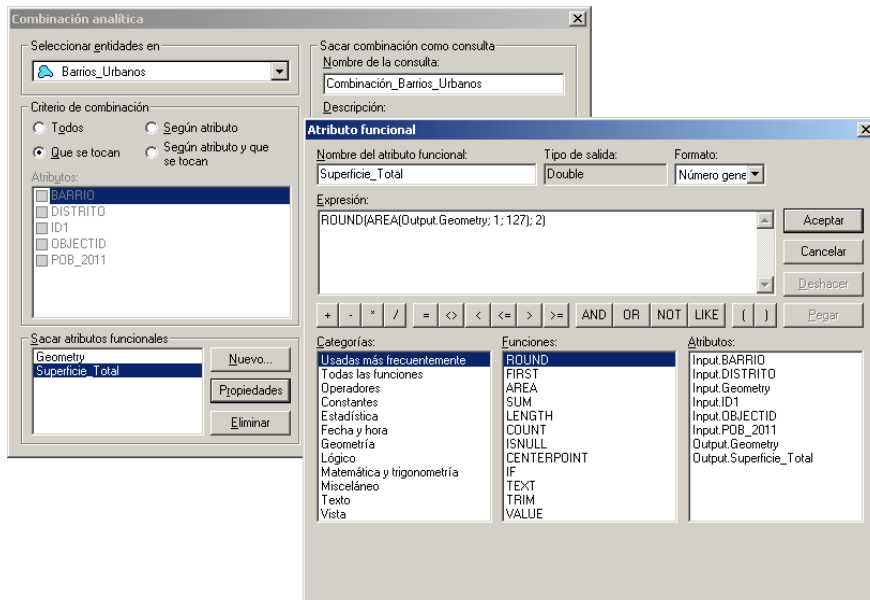 Combinación analítica
Seleccionar entidades en
Barrios_Urbanos
Criterio de combinación
Todos
Según atributo
Que se tocan
Según atributo y que
se tocan
Atributos:
BARRIO
DISTRITO
ID1
OBJECTID
POB_2011
Sacar atributos funcionales
Geometry
Superficie_Total
Nuevo...
Propiedades
Eliminar
Sacar combinación como consulta
Nombre de la consulta:
Combinación_Barrios_Urbanos
Descripción:
Atributo funcional
Nombre del atributo funcional:
Tipo de salida:
Formato:
Superficie_Total
Double
Número gene
Expresión:
ROUND(AREA(Output.Geometry; 1; 127); 2)
Aceptar
Cancelar
Deshacer
Pegar
+ - * / = <> < <= > >= AND OR NOT LIKE ( )
Categorías:
Usadas más frecuentemente
Todas las funciones
Operadores
Constantes
Estadística
Fecha y hora
Geometría
Lógico
Matemática y trigonometría
Misceláneo
Texto
Vista
Funciones:
ROUND
FIRST
AREA
SUM
LENGTH
COUNT
ISNULL
CENTERPOINT
IF
TEXT
TRIM
VALUE
Atributos:
Input.BARRIO
Input.DISTRITO
Input.Geometry
Input.ID1
Input.OBJECTID
Input.POB_2011
Output.Geometry
Output.Superficie_Total